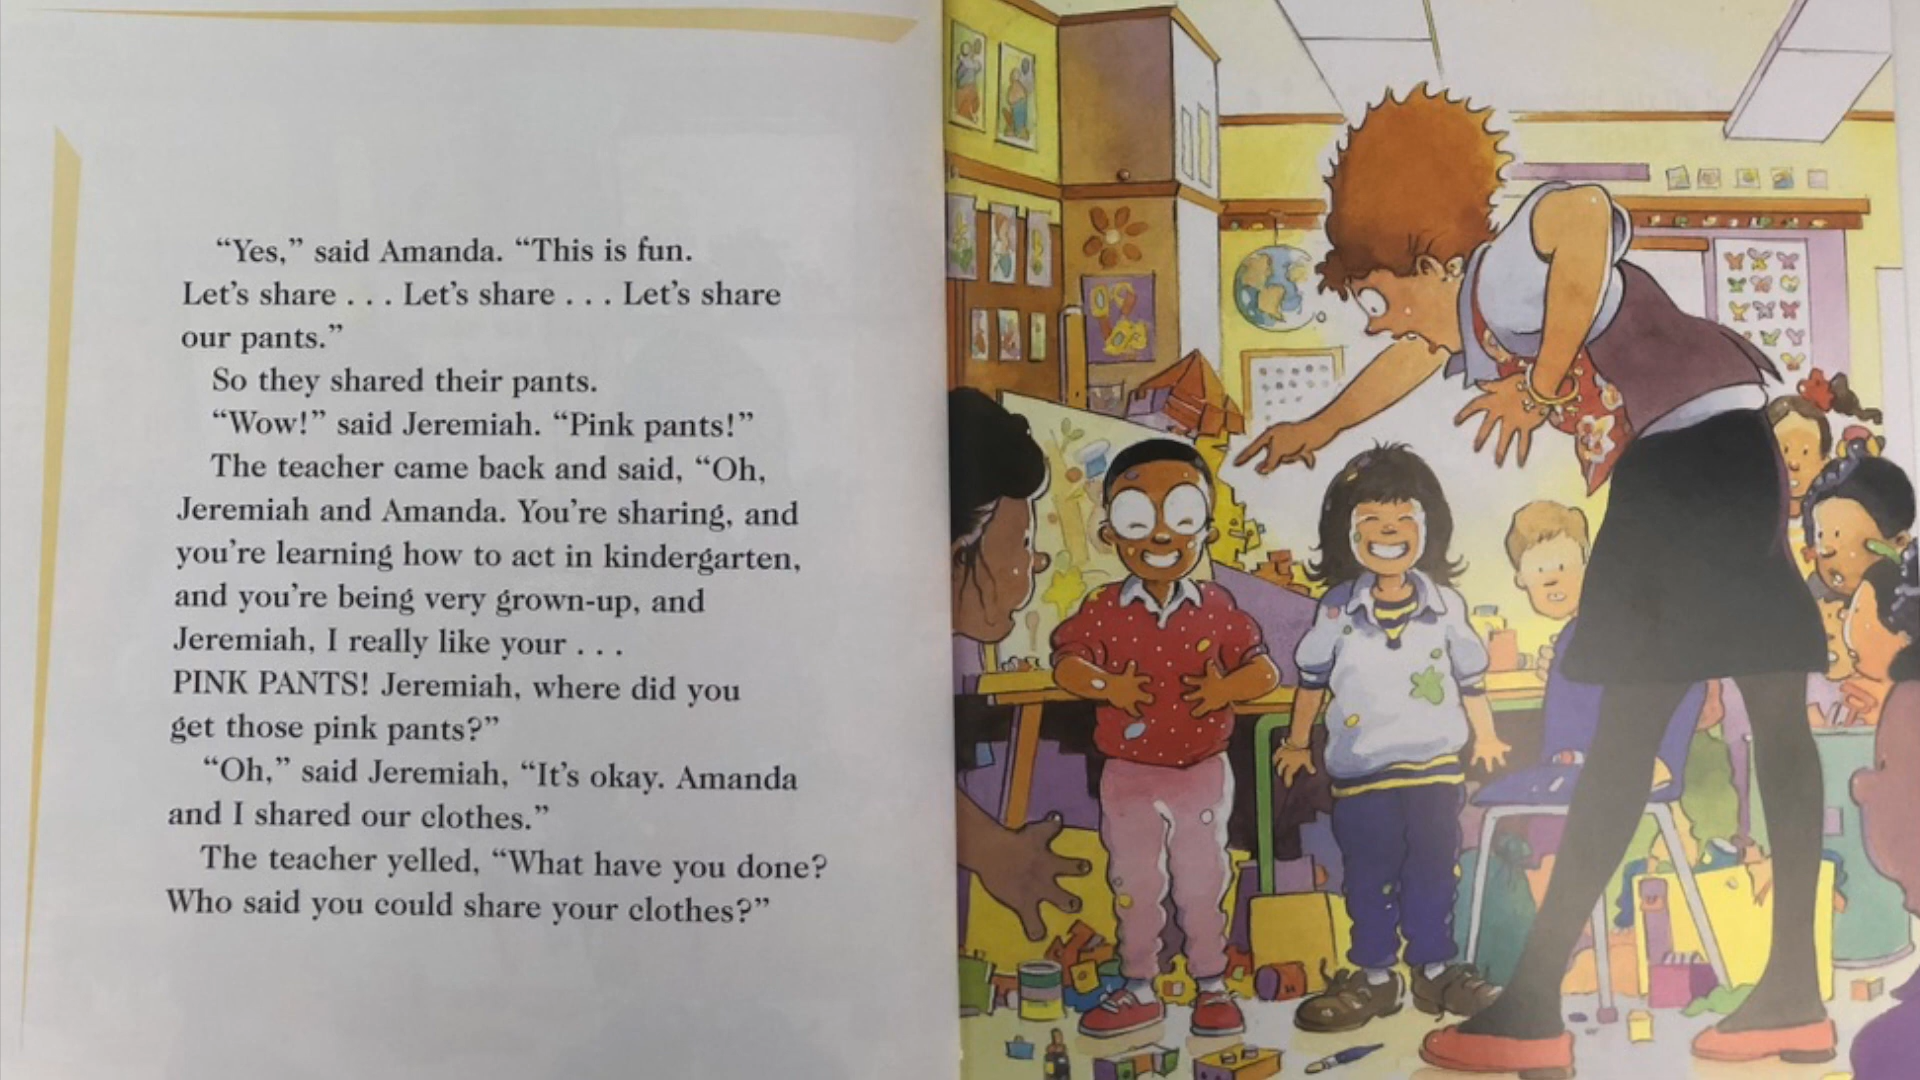 “Yes,” said Amanda. “This is fun.
Let’s share . . . Let’s share . . . Let’s share
our pants.”
So they shared their pants.
“Wow!” said Jeremiah. “Pink pants!”
The teacher came back and said, “Oh,
Jeremiah and Amanda. You’re sharing, and
you’re learning how to act in kindergarten,
and you’re being very grown-up, and
Jeremiah, I really like your . . .
PINK PANTS! Jeremiah, where did you
get those pink pants?”
“Oh,” said Jeremiah, “It’s okay. Amanda
and I shared our clothes.”
The teacher yelled, “What have you done?
Who said you could share your clothes?”